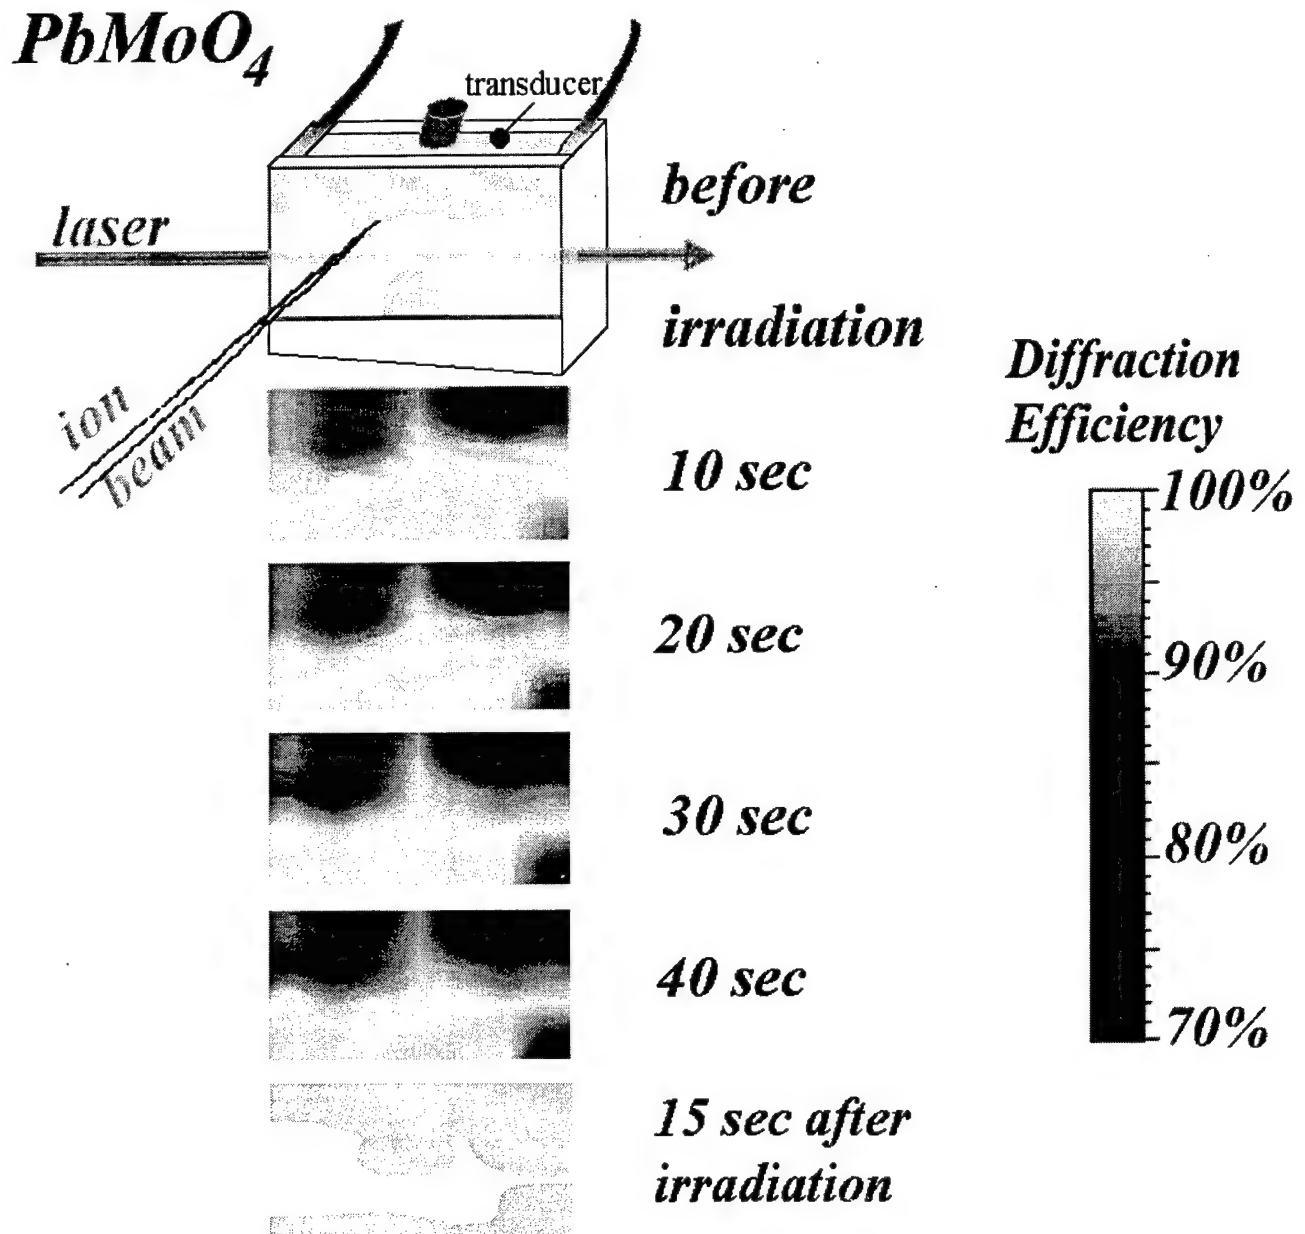 PbMoO4
transducer
laser
before
irradiation
ion
beam
Diffraction
Efficiency
10 sec
100%
20 sec
90%
30 sec
80%
40 sec
70%
15 sec after
irradiation